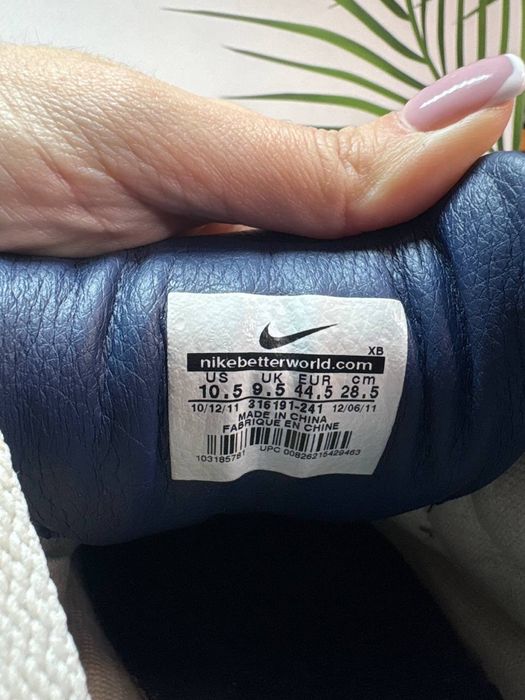 XB
nikebetterworld.com
US UK EUR cm
10.5 9.5 44.5 28.5
10/12/11 316191-241 12/06/11
MADE IN CHINA
FABRIQUE EN CHINE
103185781 UPC 00826215429463